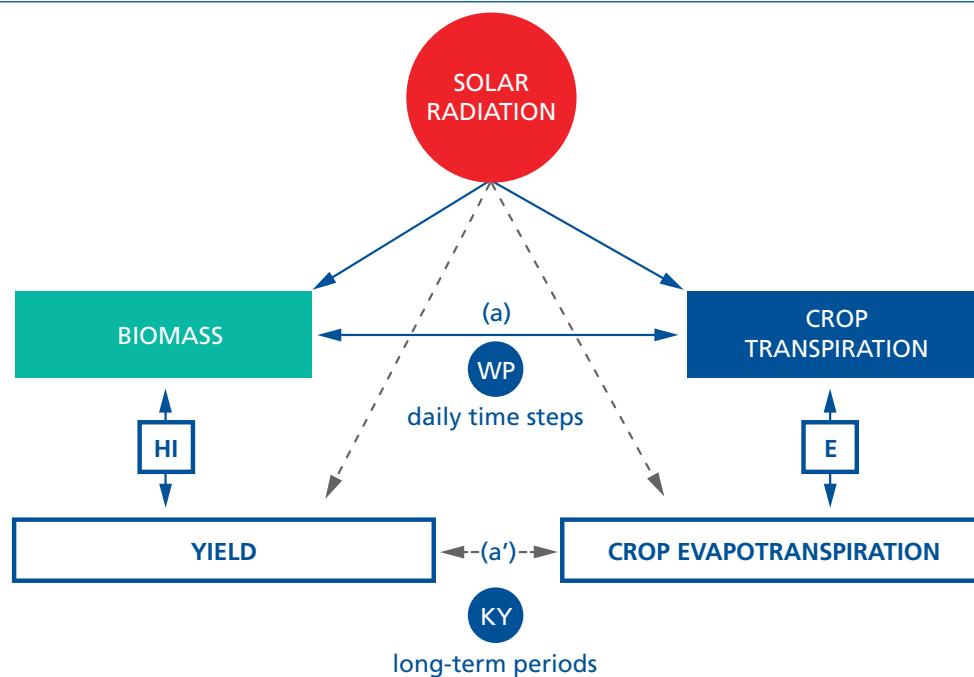 SOLAR
RADIATION
BIOMASS
(a)
CROP
TRANSPIRATION
WP
daily time steps
HI
E
YIELD
(a’)
CROP EVAPOTRANSPIRATION
KY
long-term periods